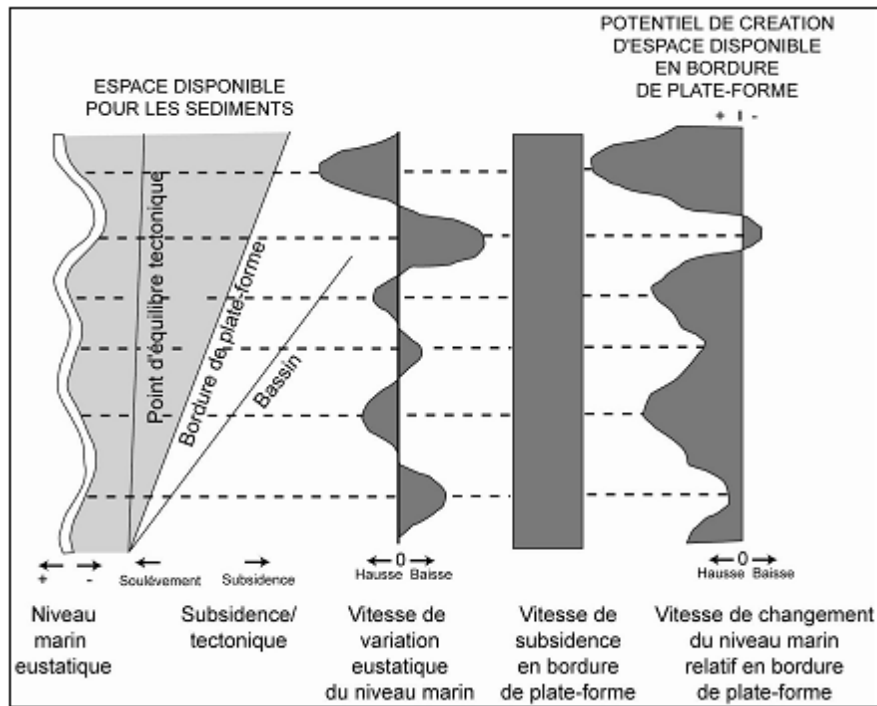 POTENTIEL DE CREATION
D'ESPACE DISPONIBLE
EN BORDURE
DE PLATE-FORME
+ I -
ESPACE DISPONIBLE
POUR LES SEDIMENTS
Point d'équilibre tectonique
Bordure de plate-forme
Bassin
+ -
Soulévement
Subsidence
0
Hausse Baisse
0
Hausse Baisse
Niveau
marin
eustatique
Subsidence/
tectonique
Vitesse de
variation
eustatique
du niveau marin
Vitesse de
subsidence
en bordure
de plate-forme
Vitesse de changement
du niveau marin
relatif en bordure
de plate-forme